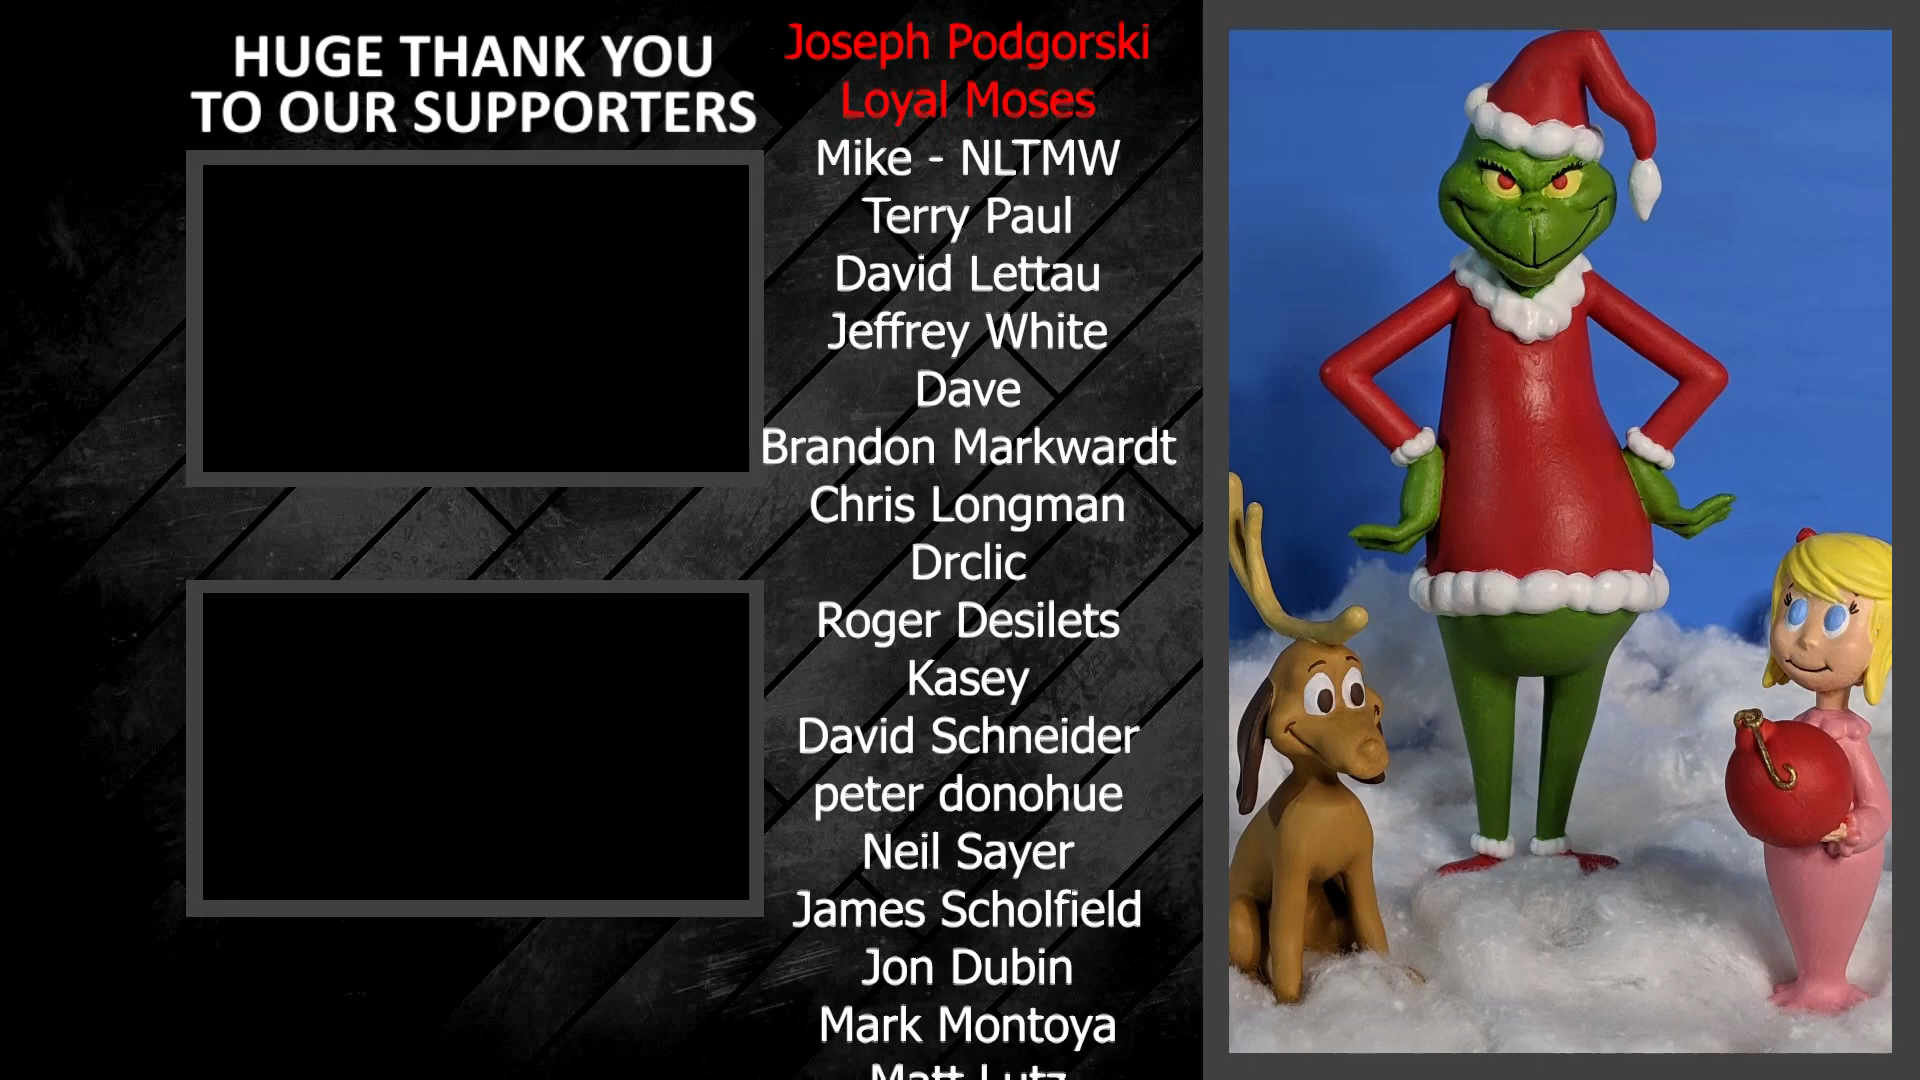 HUGE THANK YOU
TO OUR SUPPORTERS
Joseph Podgorski
Loyal Moses
Mike - NLTMW
Terry Paul
David Lettau
Jeffrey White
Dave
Brandon Markwardt
Chris Longman
Drclic
Roger Desilets
Kasey
David Schneider
peter donohue
Neil Sayer
James Scholfield
Jon Dubin
Mark Montoya
Matt Lutz